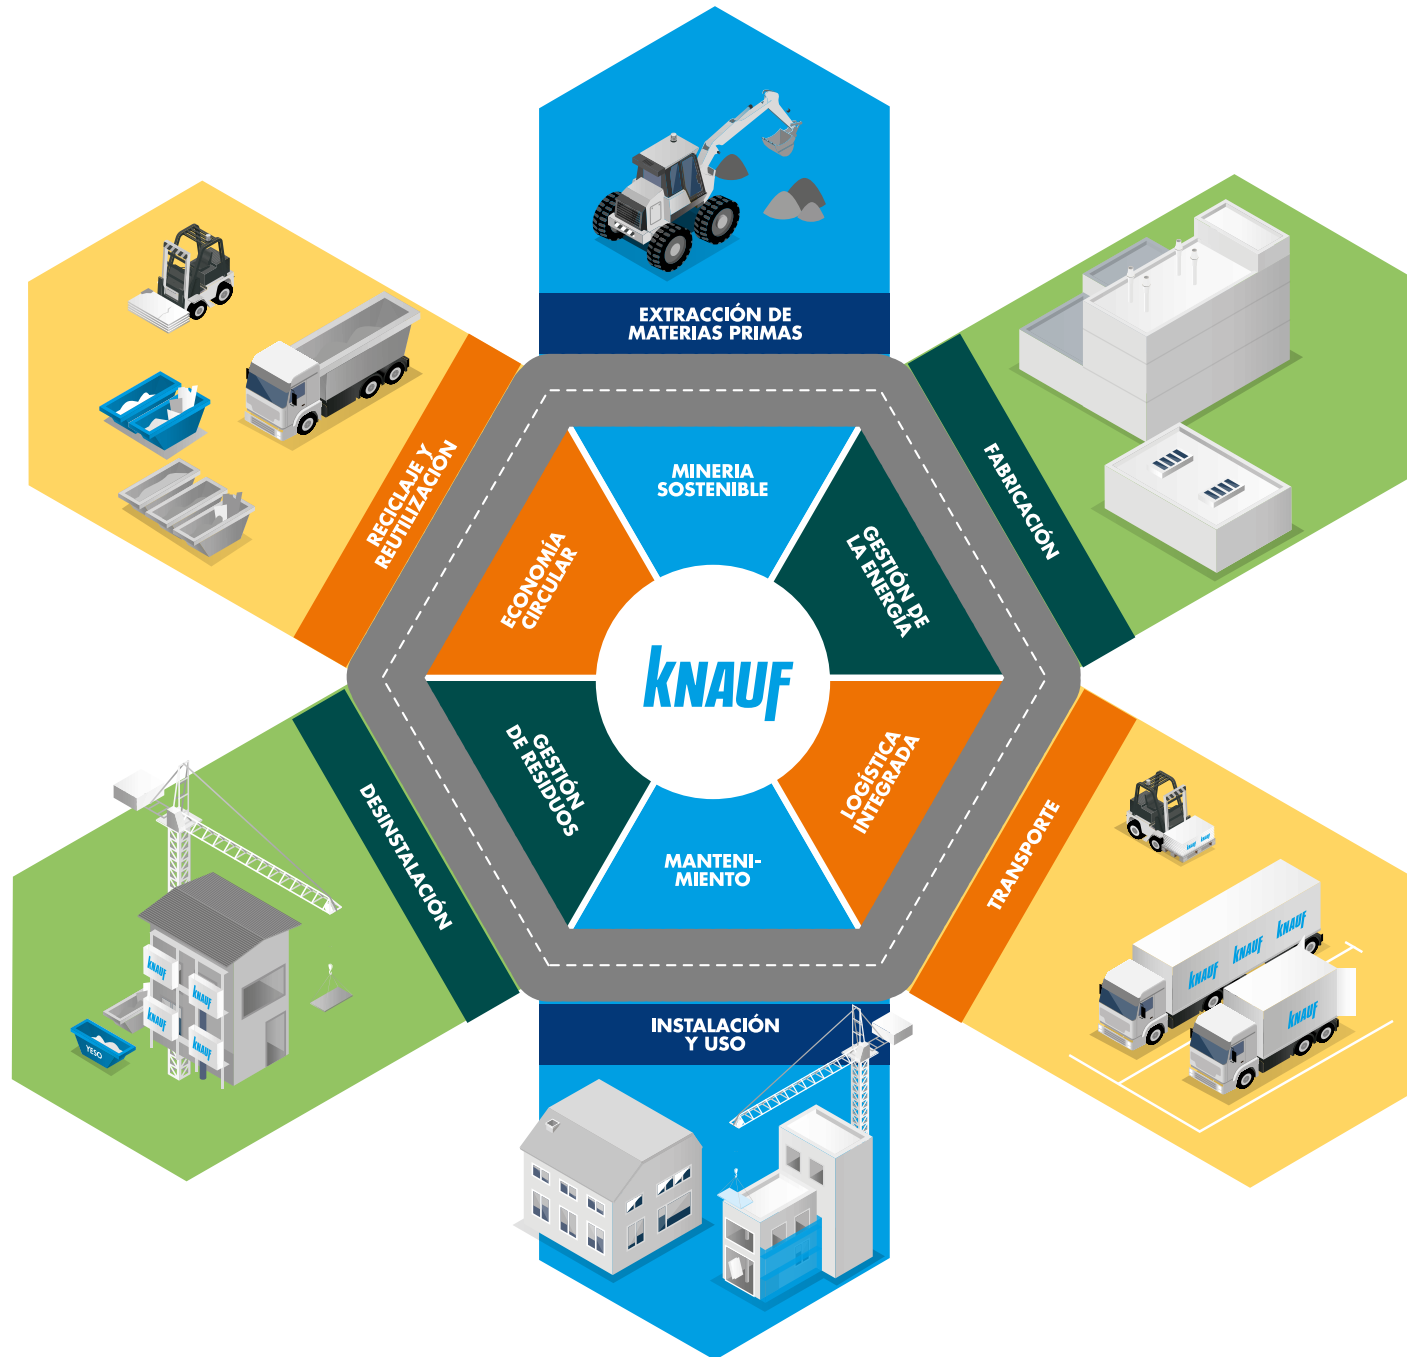 EXTRACCIÓN DE
MATERIAS PRIMAS
FABRICACIÓN
TRANSPORTE
INSTALACIÓN
Y USO
DESINSTALACIÓN
RECICLAJE Y
REUTILIZACIÓN
MINERIA
SOSTENIBLE
GESTIÓN DE
LA ENERGÍA
LOGÍSTICA
INTEGRADA
MANTENI-
MIENTO
GESTIÓN
DE RESIDUOS
ECONOMÍA
CIRCULAR
KNAUF
KNAUF
KNAUF
KNAUF
KNAUF
KNAUF
KNAUF
KNAUF
KNAUF
YESO